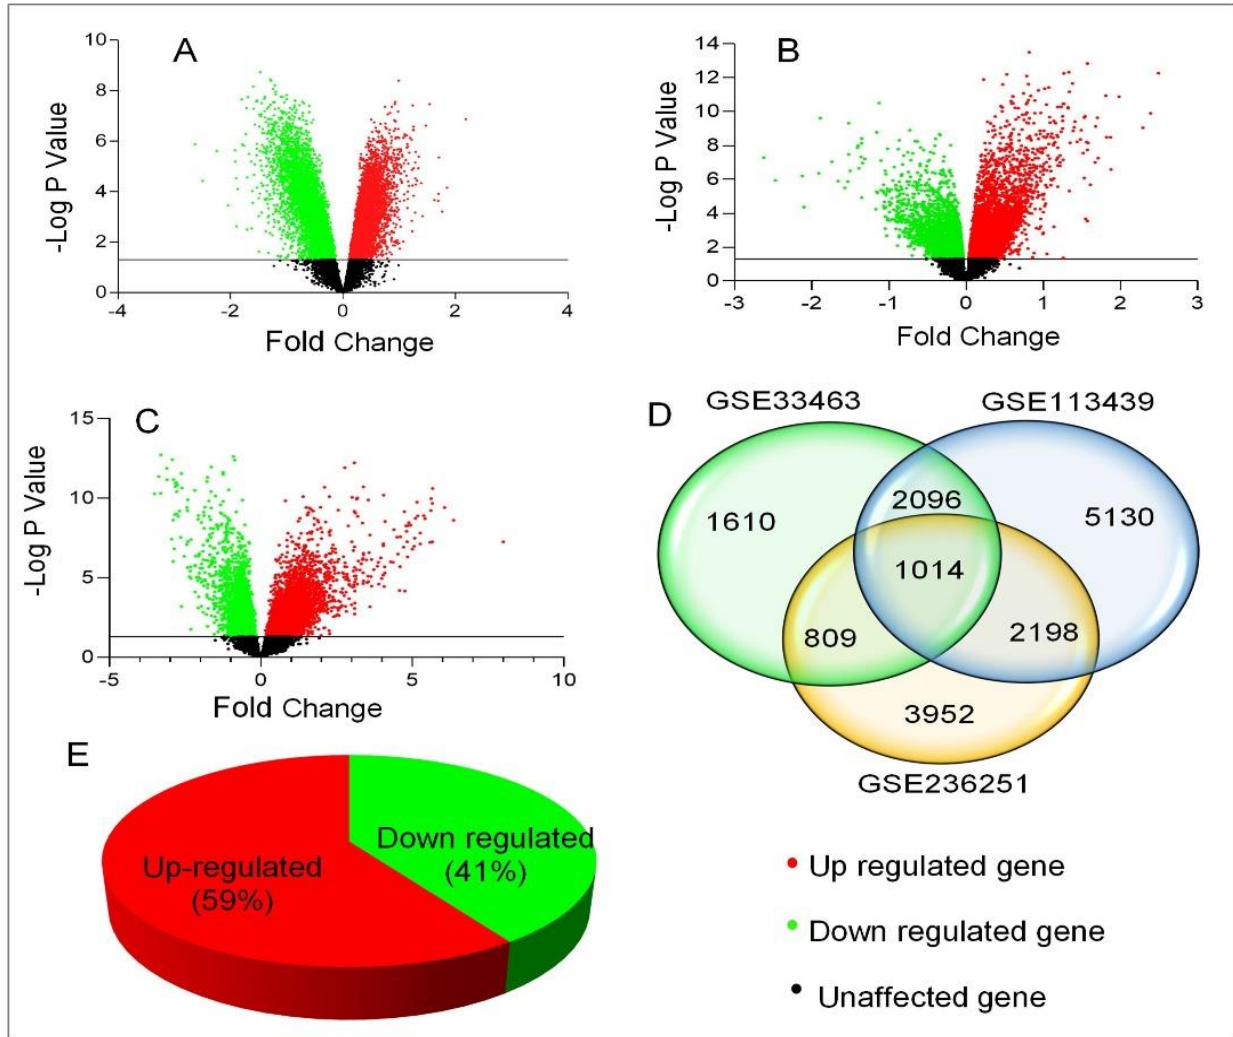 A
10
8
6
4
2
0
-4
-2
0
2
4
-Log P Value
Fold Change
B
14
12
10
8
6
4
2
0
-3
-2
-1
0
1
2
3
-Log P Value
Fold Change
C
15
10
5
0
-5
0
5
10
-Log P Value
Fold Change
D
GSE33463
GSE113439
2096
1610
5130
1014
809
2198
3952
GSE236251
E
Down regulated
(41%)
Up-regulated
(59%)
Up regulated gene
Down regulated gene
Unaffected gene